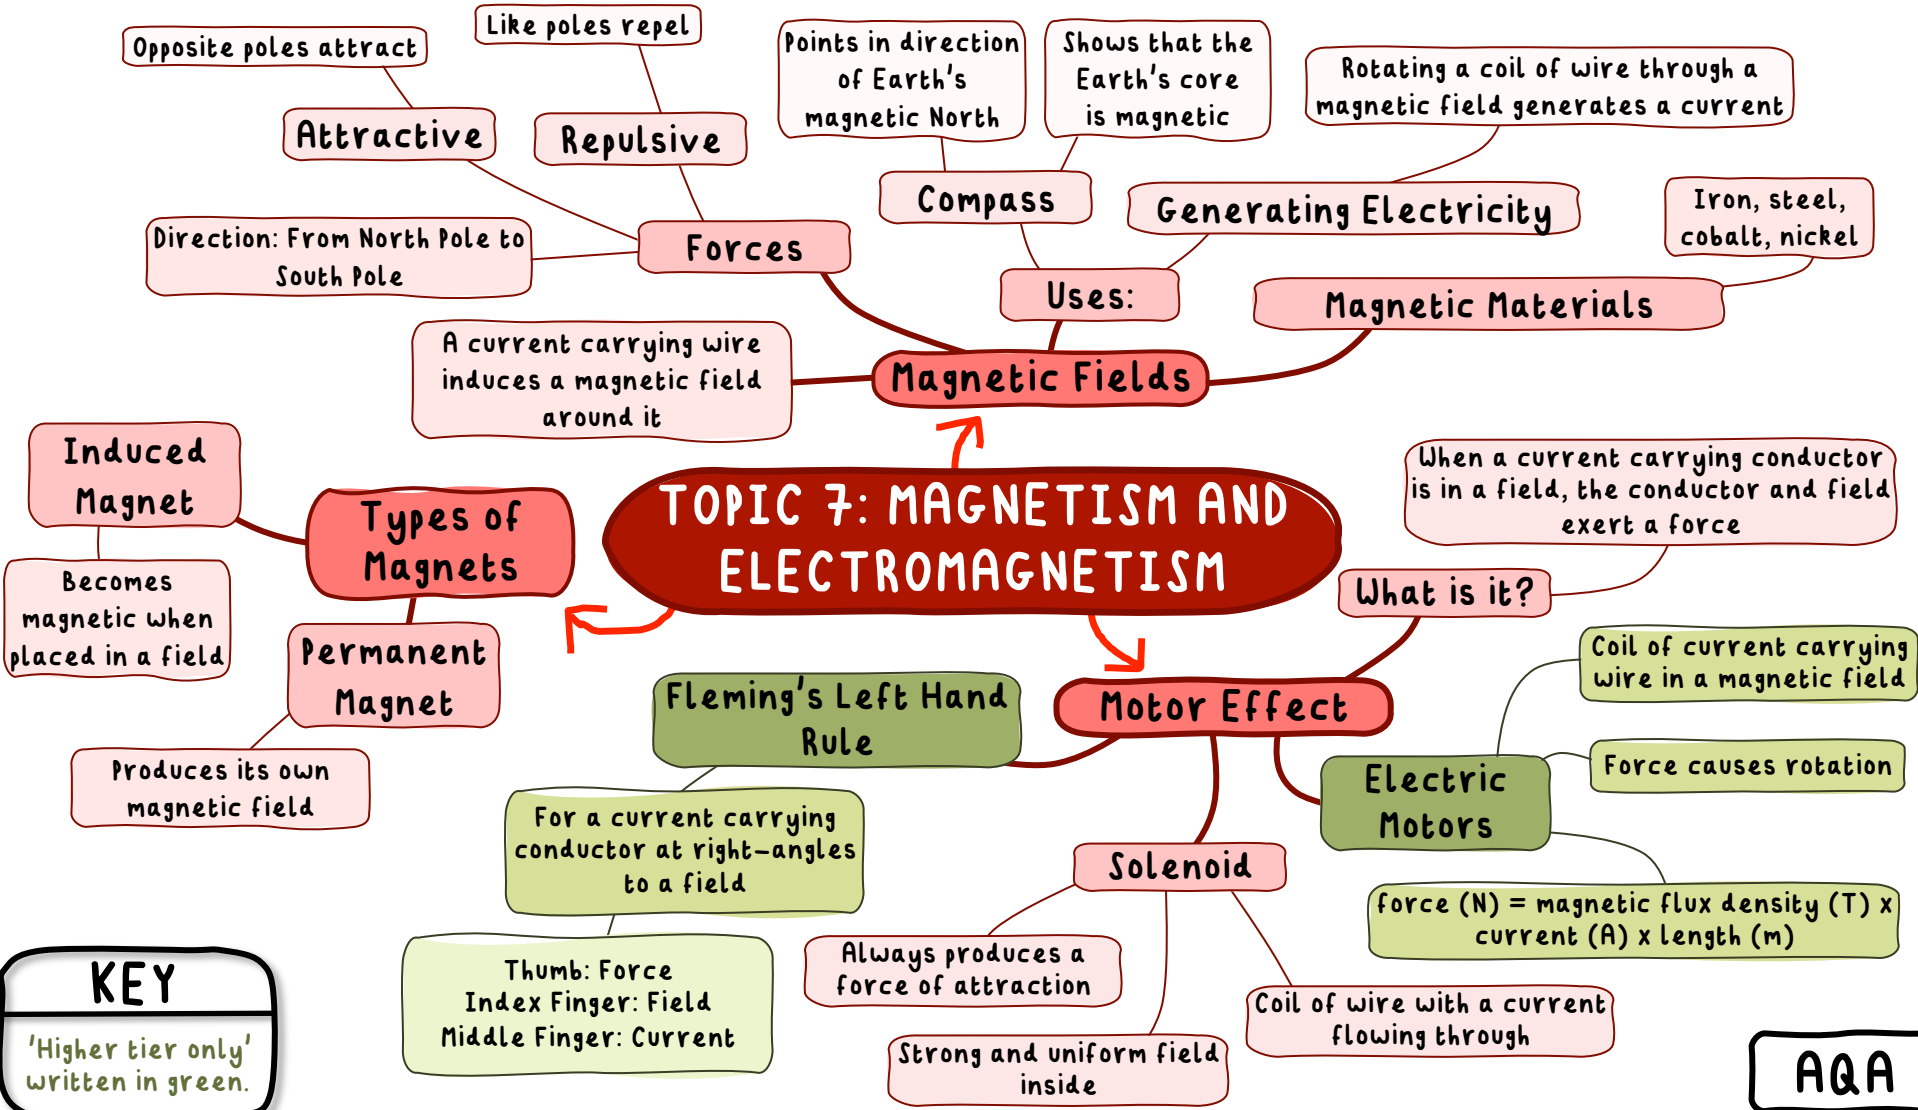 Opposite poles attract
Like poles repel
Attractive
Repulsive
Direction: From North Pole to
South Pole
Forces
Points in direction
of Earth's
magnetic North
Shows that the
Earth's core
is magnetic
Compass
Rotating a coil of wire through a
magnetic field generates a current
Generating Electricity
Uses:
Iron, steel,
cobalt, nickel
Magnetic Materials
A current carrying wire
induces a magnetic field
around it
Magnetic Fields
TOPIC 7: MAGNETISM AND
ELECTROMAGNETISM
Induced
Magnet
Types of
Magnets
Becomes
magnetic when
placed in a field
Permanent
Magnet
Produces its own
magnetic field
When a current carrying conductor
is in a field, the conductor and field
exert a force
What is it?
Motor Effect
Fleming's Left Hand
Rule
For a current carrying
conductor at right-angles
to a field
Thumb: Force
Index Finger: Field
Middle Finger: Current
Coil of current carrying
wire in a magnetic field
Force causes rotation
Electric
Motors
force (N) = magnetic flux density (T) x
current (A) x length (m)
Solenoid
Always produces a
force of attraction
Strong and uniform field
inside
Coil of wire with a current
flowing through
KEY
'Higher tier only'
written in green.
AQA